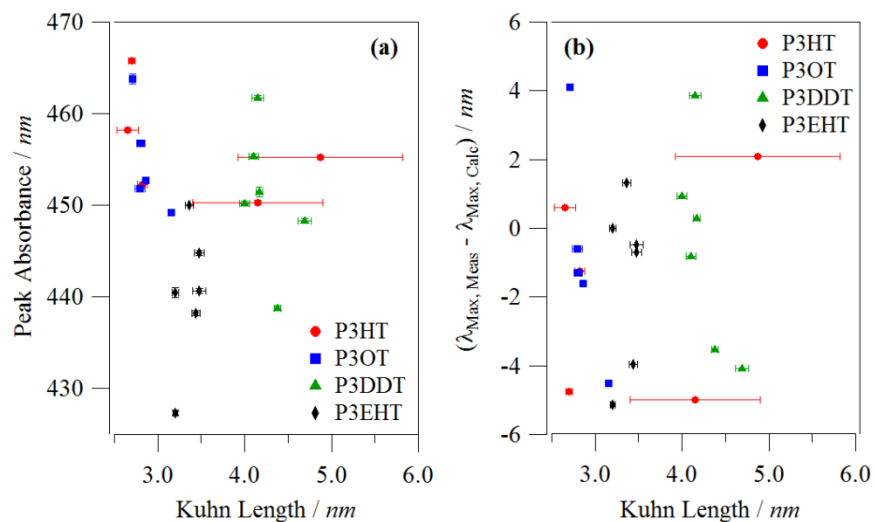 470
460
450
440
430
Peak Absorbance / nm
(a)
P3HT
P3OT
P3DDT
P3EHT
3.0 4.0 5.0 6.0
Kuhn Length / nm
6
4
2
0
-2
-4
-6
(λMax, Meas - λMax, Calc) / nm
(b)
P3HT
P3OT
P3DDT
P3EHT
3.0 4.0 5.0 6.0
Kuhn Length / nm